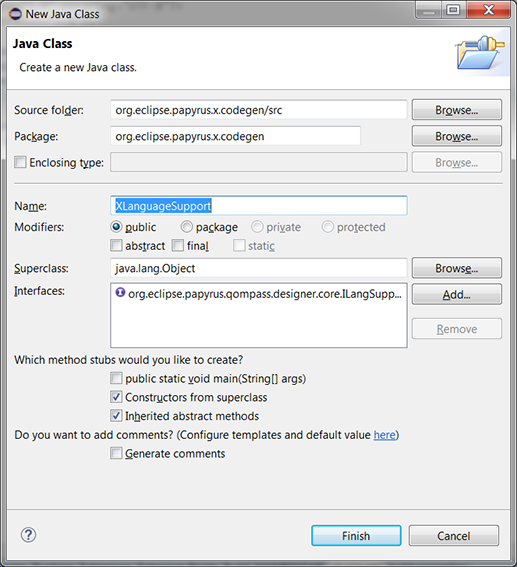 New Java Class
Java Class
Create a new Java class.
Source folder: org.eclipse.papyrus.x.codegen/src Browse...
Package: org.eclipse.papyrus.x.codegen Browse...
Enclosing type: Browse...
Name: XLanguageSupport
Modifiers: public package private protected
abstract final static
Superclass: java.lang.Object Browse...
Interfaces: org.eclipse.papyrus.qompass.designer.core.ILangSupp... Add...
Remove
Which method stubs would you like to create?
public static void main(String[] args)
Constructors from superclass
Inherited abstract methods
Do you want to add comments? (Configure templates and default value here)
Generate comments
? Finish Cancel